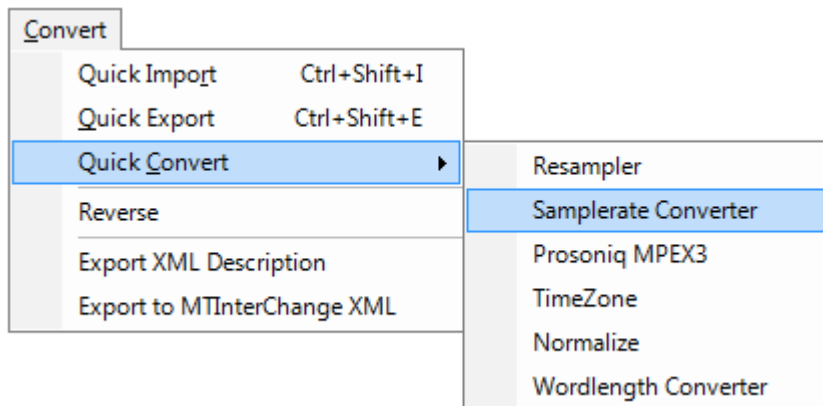 Convert
Quick Import Ctrl+Shift+I
Quick Export Ctrl+Shift+E
Quick Convert
Reverse
Export XML Description
Export to MTInterChange XML
Resampler
Samplerate Converter
Prosoniq MPEX3
TimeZone
Normalize
Wordlength Converter